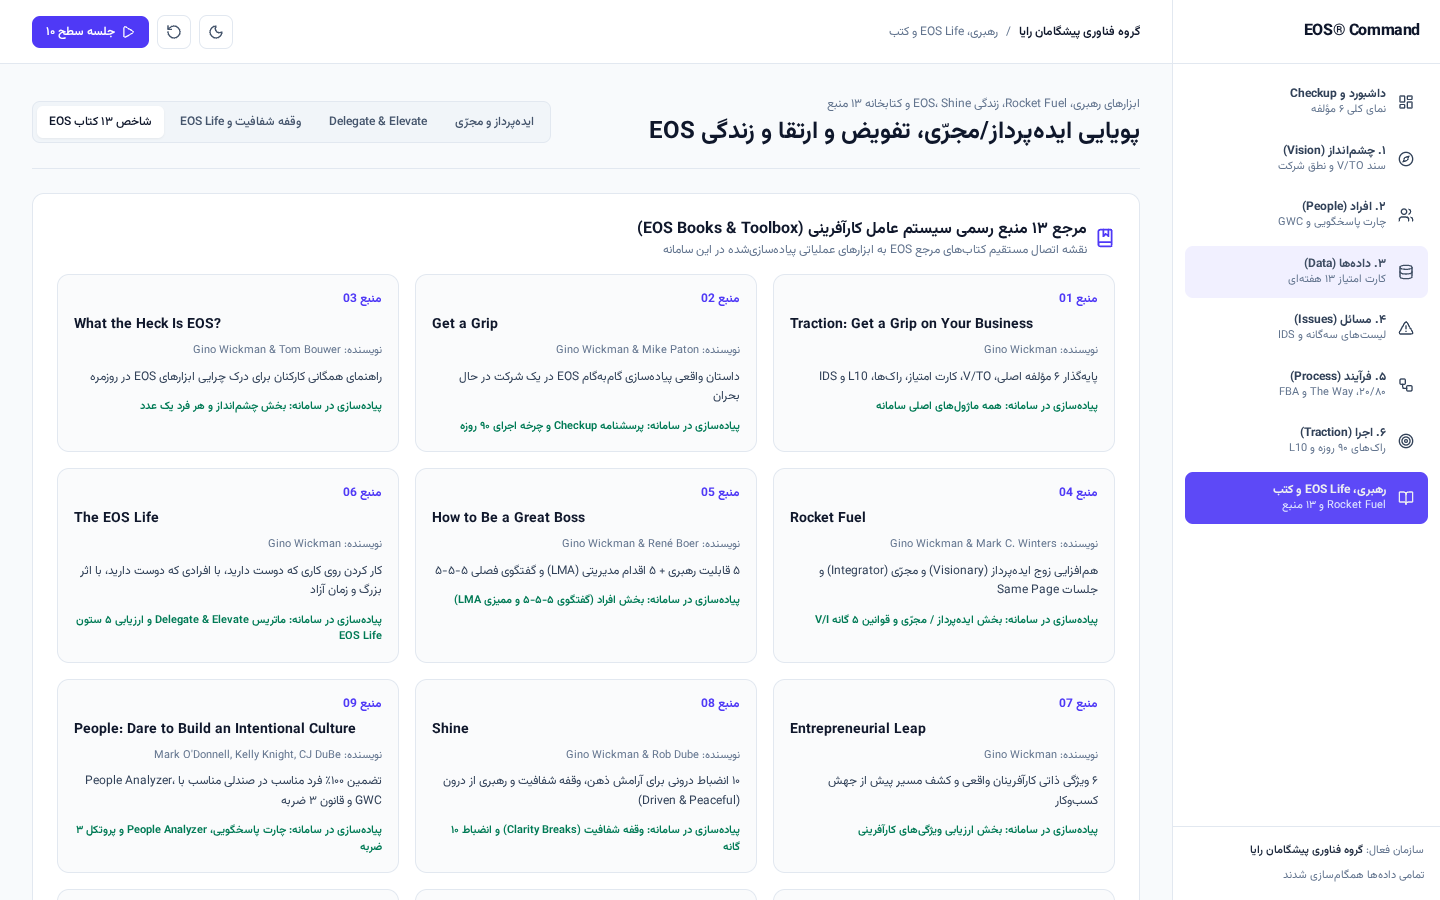 EOS® Command
داشبورد و Checkup
نمای کلی ۶ مؤلفه
۱. چشم‌انداز (Vision)
سند V/TO و نطق شرکت
۲. افراد (People)
چارت پاسخگویی و GWC
۳. داده‌ها (Data)
کارت امتیاز ۱۳ هفته‌ای
۴. مسائل (Issues)
لیست‌های سه‌گانه و IDS
۵. فرآیند (Process)
۲۰/۸۰، The Way و FBA
۶. اجرا (Traction)
راک‌های ۹۰ روزه و L10
رهبری، EOS Life و کتب
Rocket Fuel و ۱۳ منبع
سازمان فعال: گروه فناوری پیشگامان رایا
تمامی داده‌ها همگام‌سازی شدند
گروه فناوری پیشگامان رایا / رهبری، EOS Life و کتب
جلسه سطح ۱۰
ابزارهای رهبری، Rocket Fuel، زندگی EOS، Shine و کتابخانه ۱۳ منبع
پویایی ایده‌پرداز/مجرّی، تفویض و ارتقا و زندگی EOS
ایده‌پرداز و مجرّی
Delegate & Elevate
وقفه شفافیت و EOS Life
شاخص ۱۳ کتاب EOS
مرجع ۱۳ منبع رسمی سیستم عامل کارآفرینی (EOS Books & Toolbox)
نقشه اتصال مستقیم کتاب‌های مرجع EOS به ابزارهای عملیاتی پیاده‌سازی‌شده در این سامانه
منبع 01
Traction: Get a Grip on Your Business
نویسنده: Gino Wickman
پایه‌گذار ۶ مؤلفه اصلی، V/TO، کارت امتیاز، راک‌ها، L10 و IDS
پیاده‌سازی در سامانه: همه ماژول‌های اصلی سامانه
منبع 02
Get a Grip
نویسنده: Gino Wickman & Mike Paton
داستان واقعی پیاده‌سازی گام‌به‌گام EOS در یک شرکت در حال
بحران
پیاده‌سازی در سامانه: پرسشنامه Checkup و چرخه اجرای ۹۰ روزه
منبع 03
What the Heck Is EOS?
نویسنده: Gino Wickman & Tom Bouwer
راهنمای همگانی کارکنان برای درک چرایی ابزارهای EOS در روزمره
پیاده‌سازی در سامانه: بخش چشم‌انداز و هر فرد یک عدد
منبع 04
Rocket Fuel
نویسنده: Gino Wickman & Mark C. Winters
هم‌افزایی زوج ایده‌پرداز (Visionary) و مجرّی (Integrator) و
جلسات Same Page
پیاده‌سازی در سامانه: بخش ایده‌پرداز / مجرّی و قوانین ۵ گانه V/I
منبع 05
How to Be a Great Boss
نویسنده: Gino Wickman & René Boer
۵ قابلیت رهبری + ۵ اقدام مدیریتی (LMA) و گفتگوی فصلی ۵-۵-۵
پیاده‌سازی در سامانه: بخش افراد (گفتگوی ۵-۵-۵ و ممیزی LMA)
منبع 06
The EOS Life
نویسنده: Gino Wickman
کار کردن روی کاری که دوست دارید، با افرادی که دوست دارید، با اثر
بزرگ و زمان آزاد
پیاده‌سازی در سامانه: ماتریس Delegate & Elevate و ارزیابی ۵ ستون
EOS Life
منبع 07
Entrepreneurial Leap
نویسنده: Gino Wickman
۶ ویژگی ذاتی کارآفرینان واقعی و کشف مسیر پیش از جهش
کسب‌وکار
پیاده‌سازی در سامانه: بخش ارزیابی ویژگی‌های کارآفرینی
منبع 08
Shine
نویسنده: Gino Wickman & Rob Dube
۱۰ انضباط درونی برای آرامش ذهن، وقفه شفافیت و رهبری از درون
(Driven & Peaceful)
پیاده‌سازی در سامانه: وقفه شفافیت (Clarity Breaks) و انضباط ۱۰
گانه
منبع 09
People: Dare to Build an Intentional Culture
نویسنده: Mark O'Donnell, Kelly Knight, CJ DuBe
تضمین ۱۰۰٪ فرد مناسب در صندلی مناسب با People Analyzer،
GWC و قانون ۳ ضربه
پیاده‌سازی در سامانه: چارت پاسخگویی، People Analyzer و پروتکل ۳
ضربه